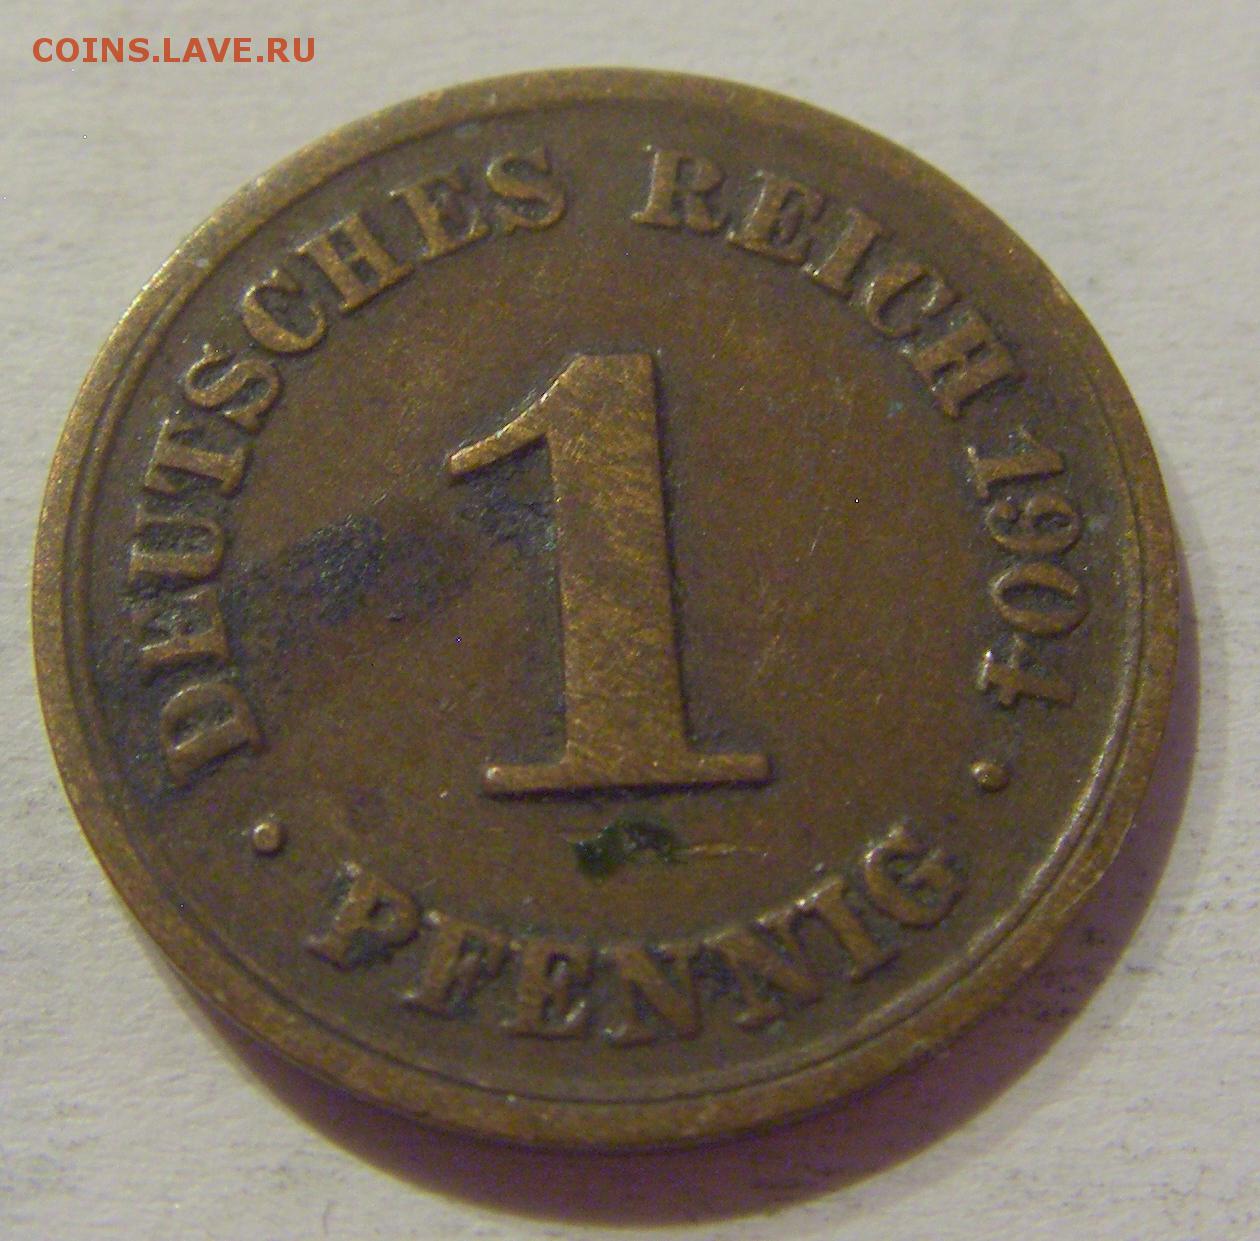 COINS.LAVE.RU
DEUTSCHES REICH 1904
1
· PFENNIG ·